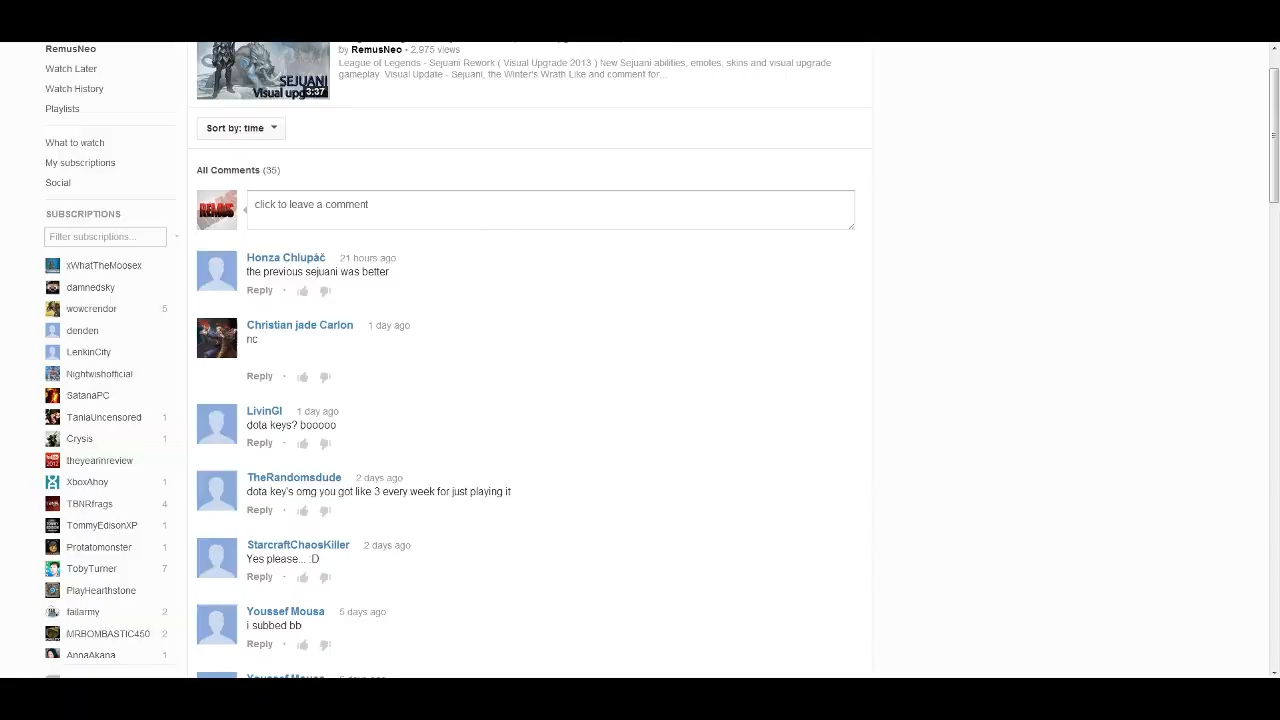 RemusNeo
Watch Later
Watch History
Playlists
What to watch
My subscriptions
Social
SUBSCRIPTIONS
Filter subscriptions...
xWhatTheMoosex
damnedsky
wowcrendor 5
denden
LenkinCity
Nightwishofficial
SatanaPC
TaniaUncensored 1
Crysis 1
theyearinreview
XboxAhoy 1
TBNRfrags 4
TommyEdisonXP 1
Protatomonster 1
TobyTurner 7
PlayHearthstone
failarmy 2
MRBOMBASTIC450 2
AnnaAkana 1
SEJUANI
Visual upg
3:37
by RemusNeo • 2,975 views
League of Legends - Sejuani Rework ( Visual Upgrade 2013 ) New Sejuani abilities, emotes, skins and visual upgrade
gameplay Visual Update - Sejuani, the Winter's Wrath Like and comment for...
Sort by: time
All Comments (35)
REMUS
click to leave a comment
Honza Chlupáč 21 hours ago
the previous sejuani was better
Reply ·
Christian jade Carlon 1 day ago
nc
Reply ·
LivinGl 1 day ago
dota keys? booooo
Reply ·
TheRandomsdude 2 days ago
dota key's omg you got like 3 every week for just playing it
Reply ·
StarcraftChaosKiller 2 days ago
Yes please... :D
Reply ·
Youssef Mousa 5 days ago
i subbed bb
Reply ·
Youssef Mousa 5 days ago